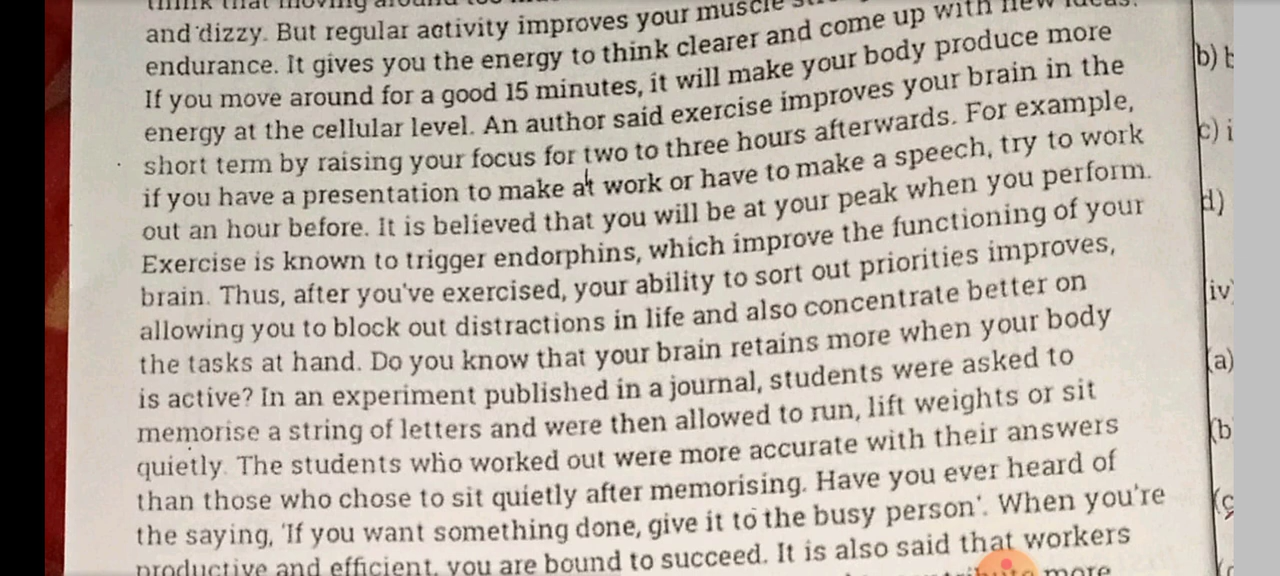 think that moving around
and dizzy. But regular activity improves your muscle
endurance. It gives you the energy to think clearer and come up with new ideas.
If you move around for a good 15 minutes, it will make your body produce more
energy at the cellular level. An author said exercise improves your brain in the
short term by raising your focus for two to three hours afterwards. For example,
if you have a presentation to make at work or have to make a speech, try to work
out an hour before. It is believed that you will be at your peak when you perform.
Exercise is known to trigger endorphins, which improve the functioning of your
brain. Thus, after you've exercised, your ability to sort out priorities improves,
allowing you to block out distractions in life and also concentrate better on
the tasks at hand. Do you know that your brain retains more when your body
is active? In an experiment published in a journal, students were asked to
memorise a string of letters and were then allowed to run, lift weights or sit
quietly. The students who worked out were more accurate with their answers
than those who chose to sit quietly after memorising. Have you ever heard of
the saying, 'If you want something done, give it to the busy person'. When you're
productive and efficient, you are bound to succeed. It is also said that workers
more
b)
c) i
d)
iv)
(a)
(b
(c